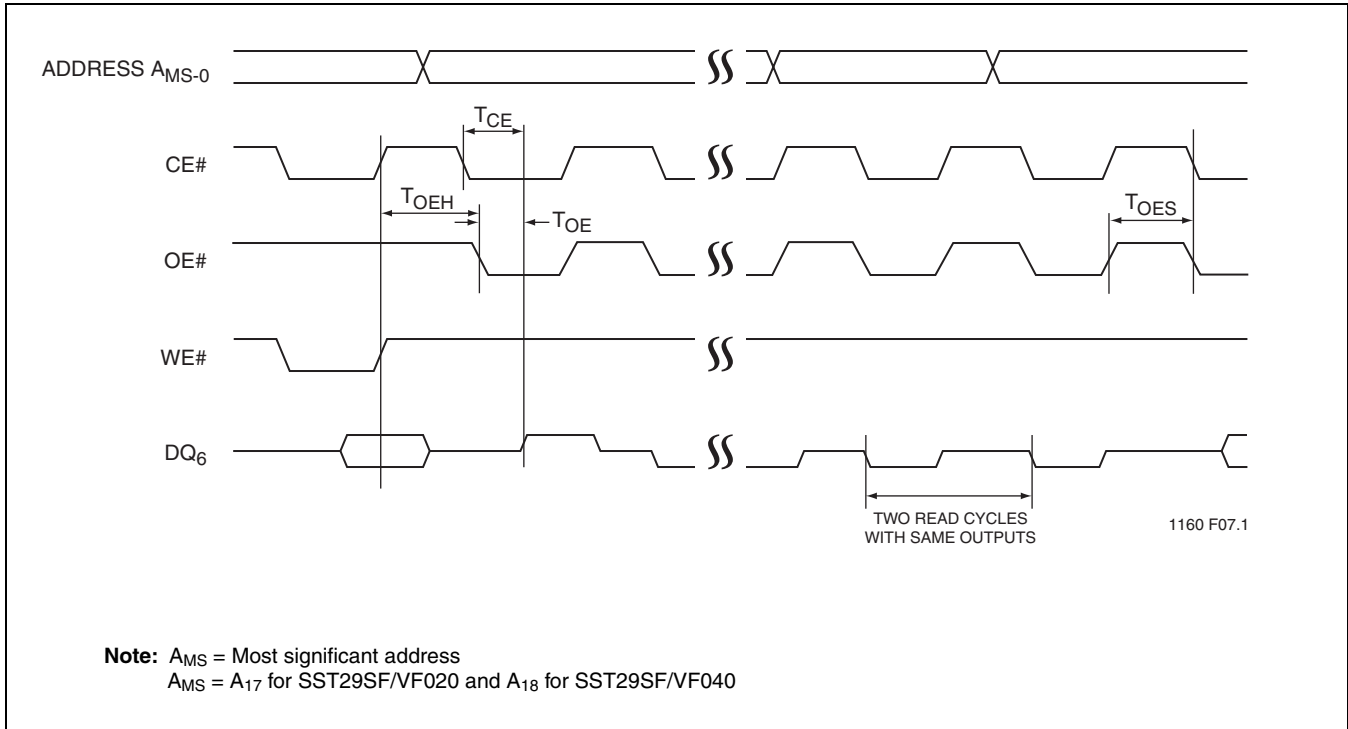 ADDRESS AMS-0
TCE
CE#
TOEH
TOE
TOES
OE#
WE#
DQ6
TWO READ CYCLES
WITH SAME OUTPUTS
1160 F07.1
Note: AMS = Most significant address
AMS = A17 for SST29SF/VF020 and A18 for SST29SF/VF040